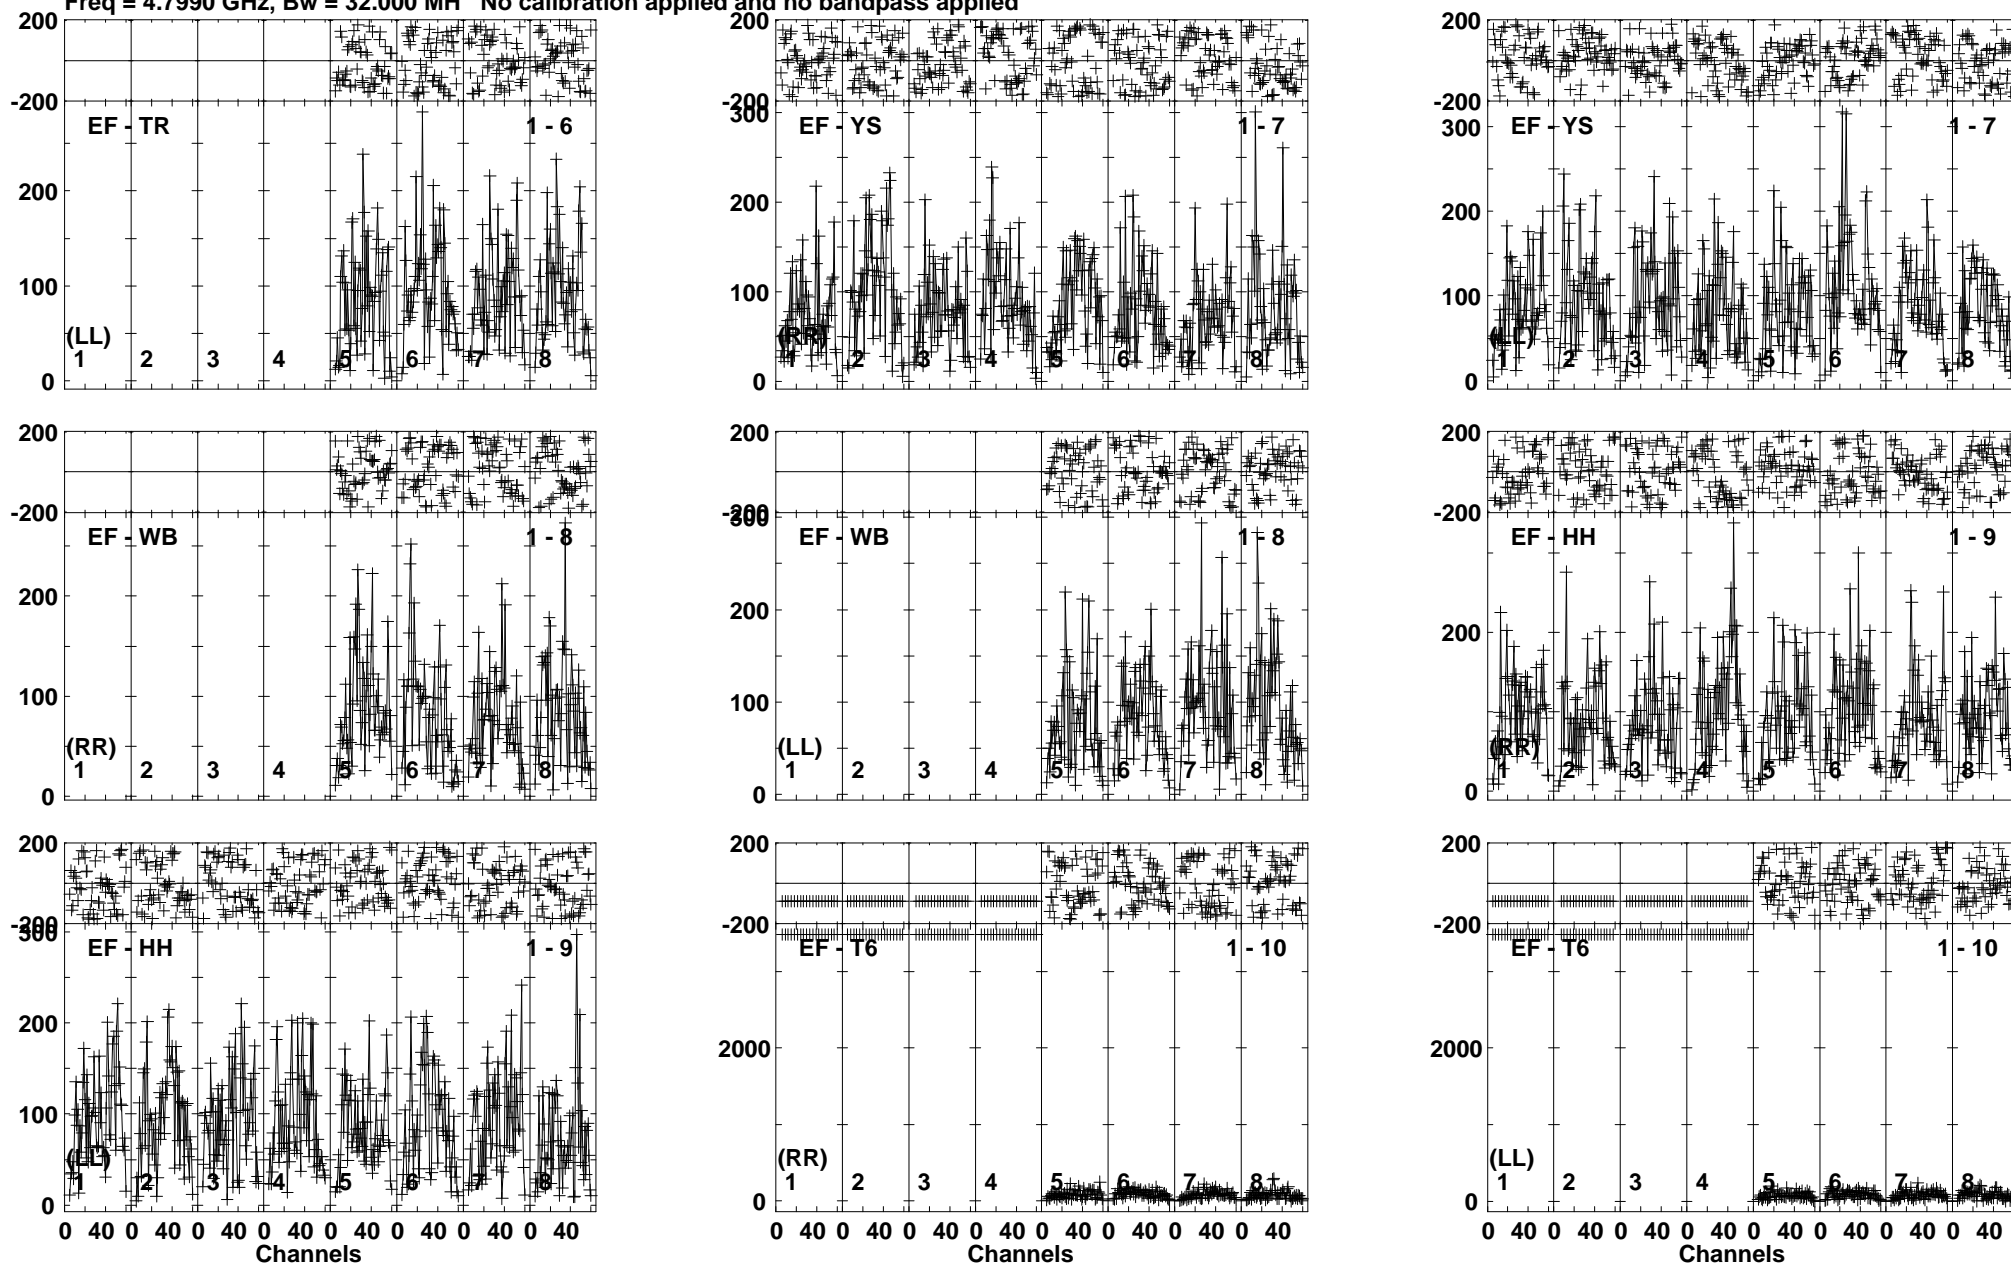 Freq = 4.7990 GHz, Bw = 32.000 MH No calibration applied and no bandpass applied
200 200 200
-200 -200 -200
EF - TR 1 - 6 300 EF - YS 1 - 7 300 EF - YS 1 - 7
200 200 200
100 100 100
(LL) (RR) (LL)
1 2 3 4 5 6 7 8 1 2 3 4 5 6 7 8 1 2 3 4 5 6 7 8
0 0 0
200 200 200
-200 -200 -200
EF - WB 1 - 8 300 EF - WB 1 - 8 EF - HH 1 - 9
200 200 200
100 100
(RR) (LL) (RR)
1 2 3 4 5 6 7 8 1 2 3 4 5 6 7 8 1 2 3 4 5 6 7 8
0 0 0
200 200 200
-200 -200 -200
300 EF - HH 1 - 9 EF - T6 1 - 10 EF - T6 1 - 10
200 2000 2000
100
(LL) (RR) (LL)
1 2 3 4 5 6 7 8 1 2 3 4 5 6 7 8 1 2 3 4 5 6 7 8
0 0 0
0 40 0 40 0 40 0 40 0 40 0 40 0 40 0 40 0 40 0 40 0 40 0 40 0 40 0 40 0 40 0 40 0 40 0 40 0 40 0 40 0 40 0 40 0 40 0 40
Channels Channels